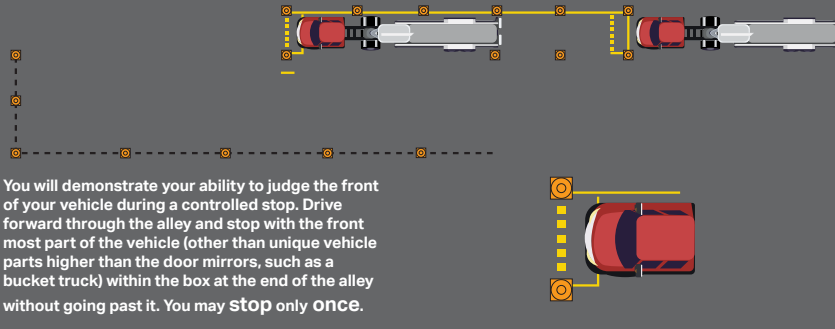 You will demonstrate your ability to judge the front
of your vehicle during a controlled stop. Drive
forward through the alley and stop with the front
most part of the vehicle (other than unique vehicle
parts higher than the door mirrors, such as a
bucket truck) within the box at the end of the alley
without going past it. You may stop only once.